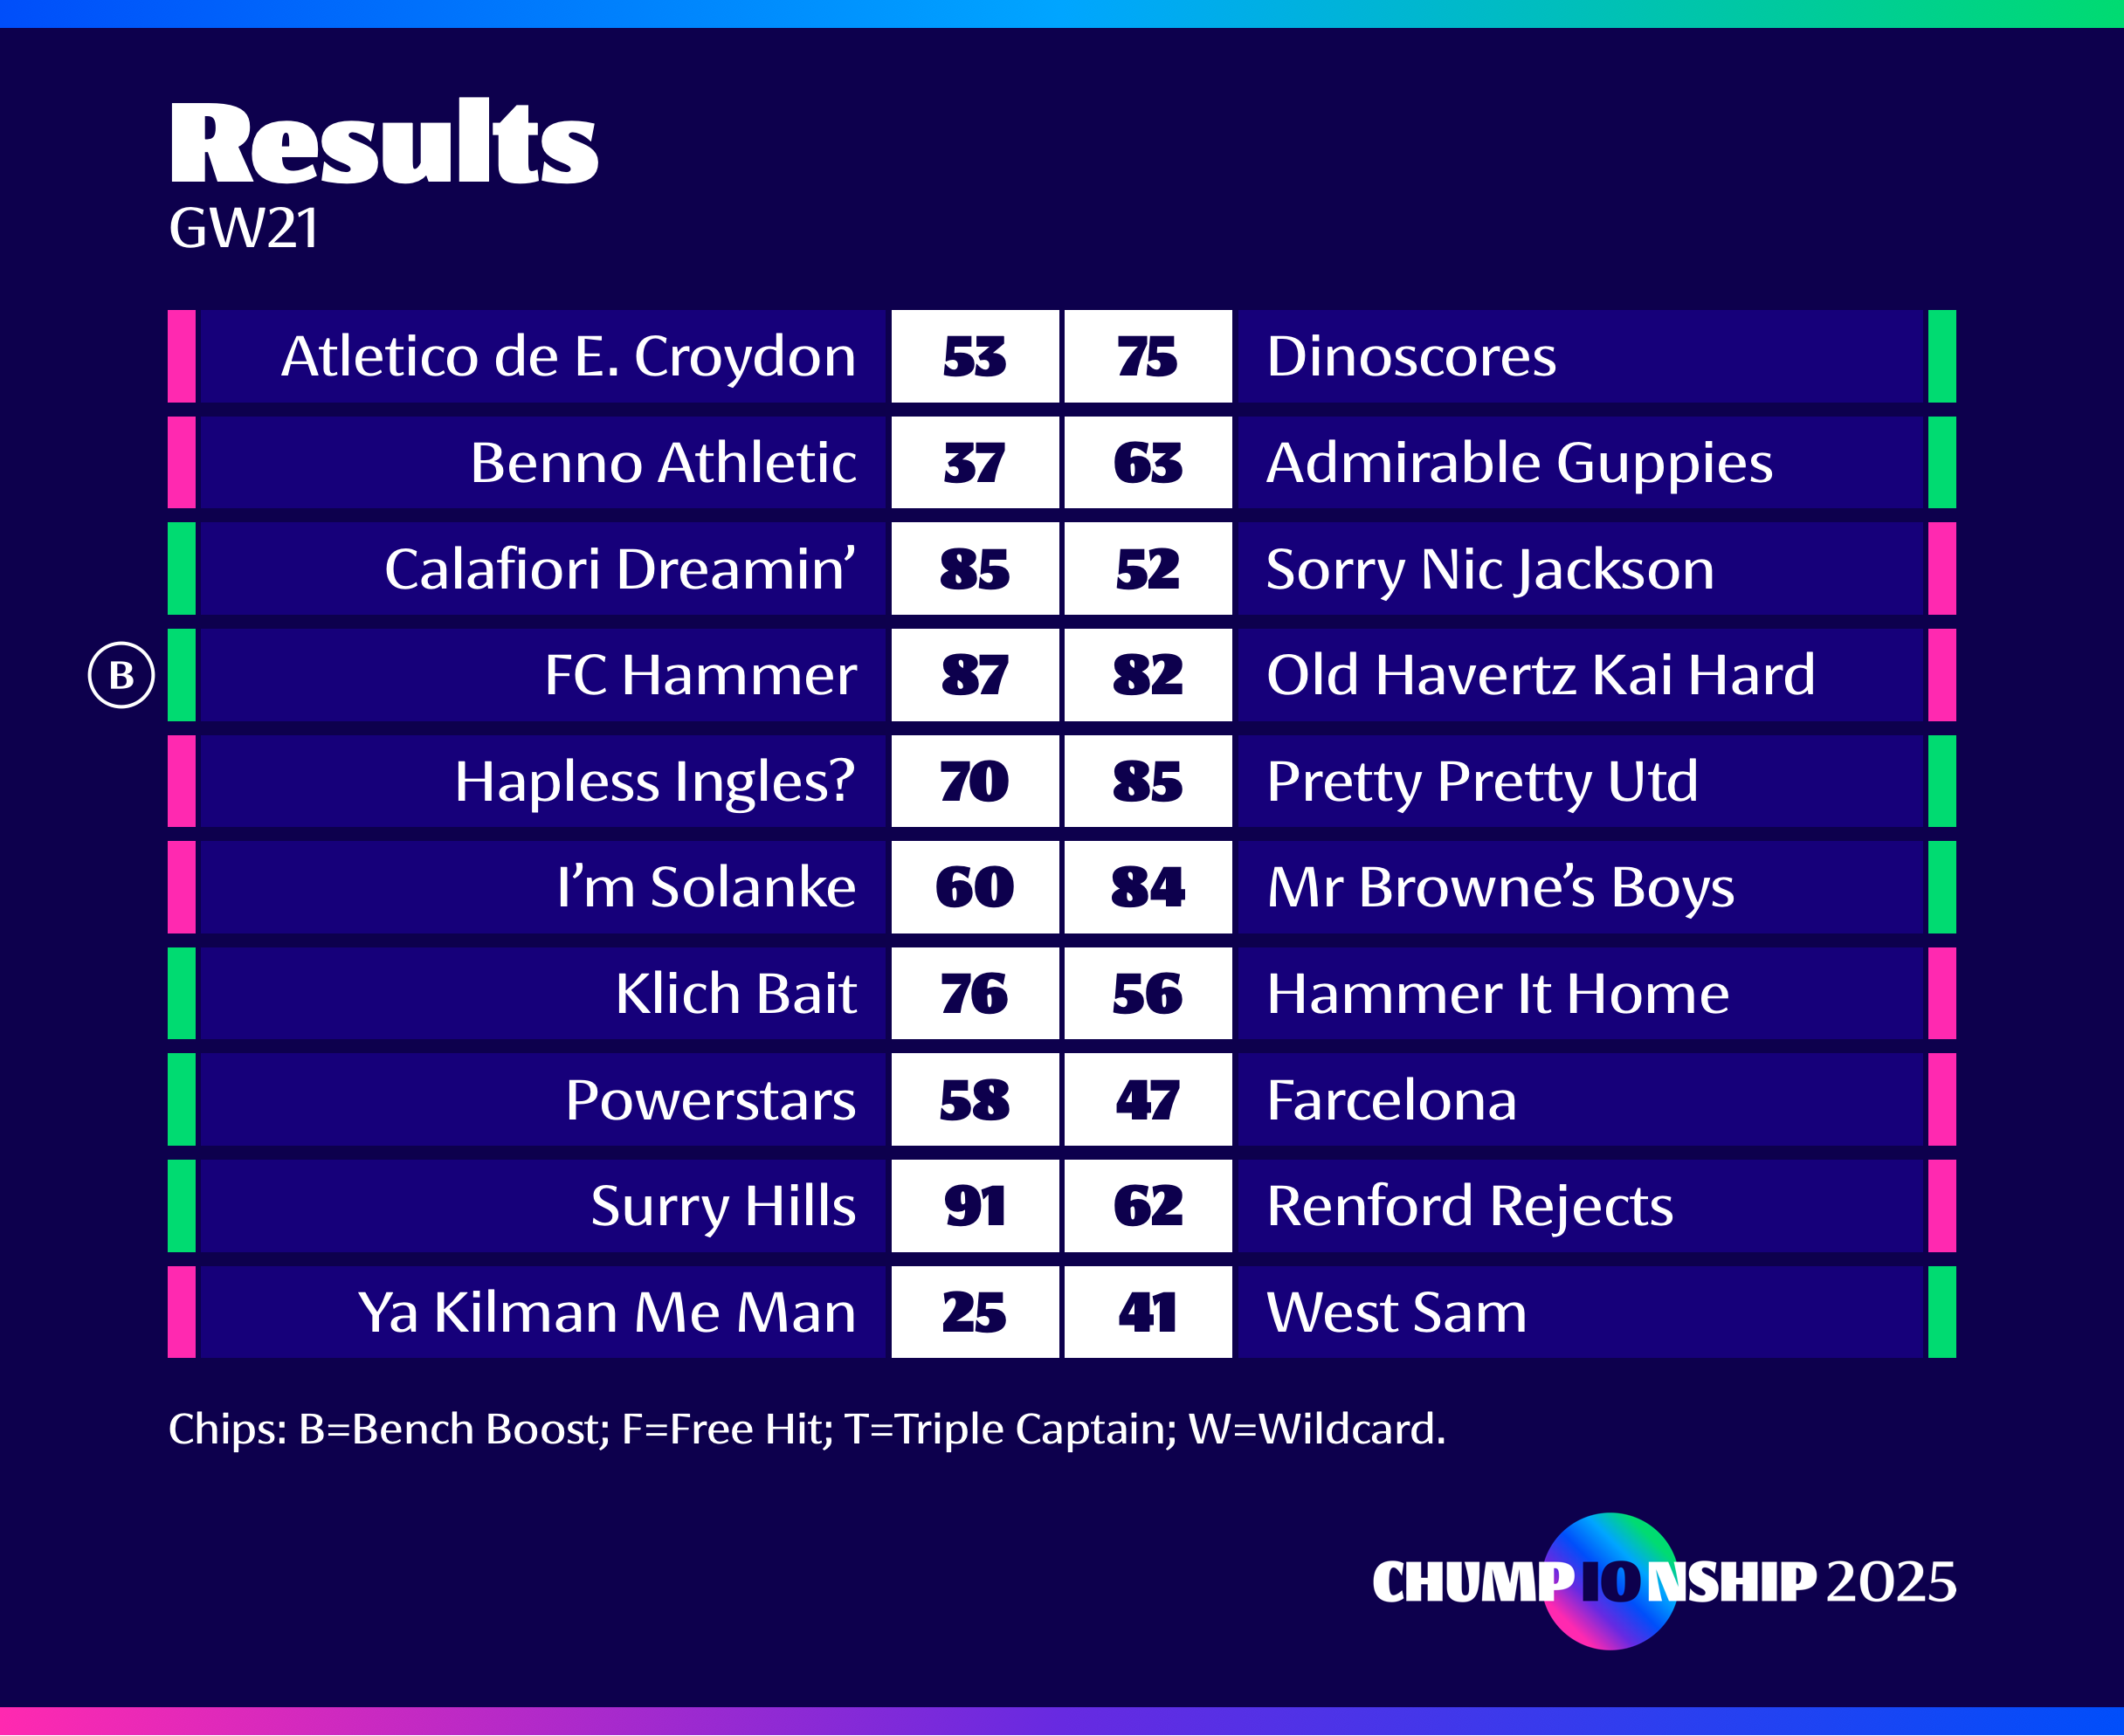 Results
GW21
Atletico de E. Croydon 53 75 Dinoscores
Benno Athletic 37 63 Admirable Guppies
Calafiori Dreamin’ 85 52 Sorry Nic Jackson
B FC Hammer 87 82 Old Havertz Kai Hard
Hapless Ingles? 70 85 Pretty Pretty Utd
I’m Solanke 60 84 Mr Browne’s Boys
Klich Bait 76 56 Hammer It Home
Powerstars 58 47 Farcelona
Surry Hills 91 62 Renford Rejects
Ya Kilman Me Man 25 41 West Sam
Chips: B=Bench Boost; F=Free Hit; T=Triple Captain; W=Wildcard.
CHUMPIONSHIP 2025